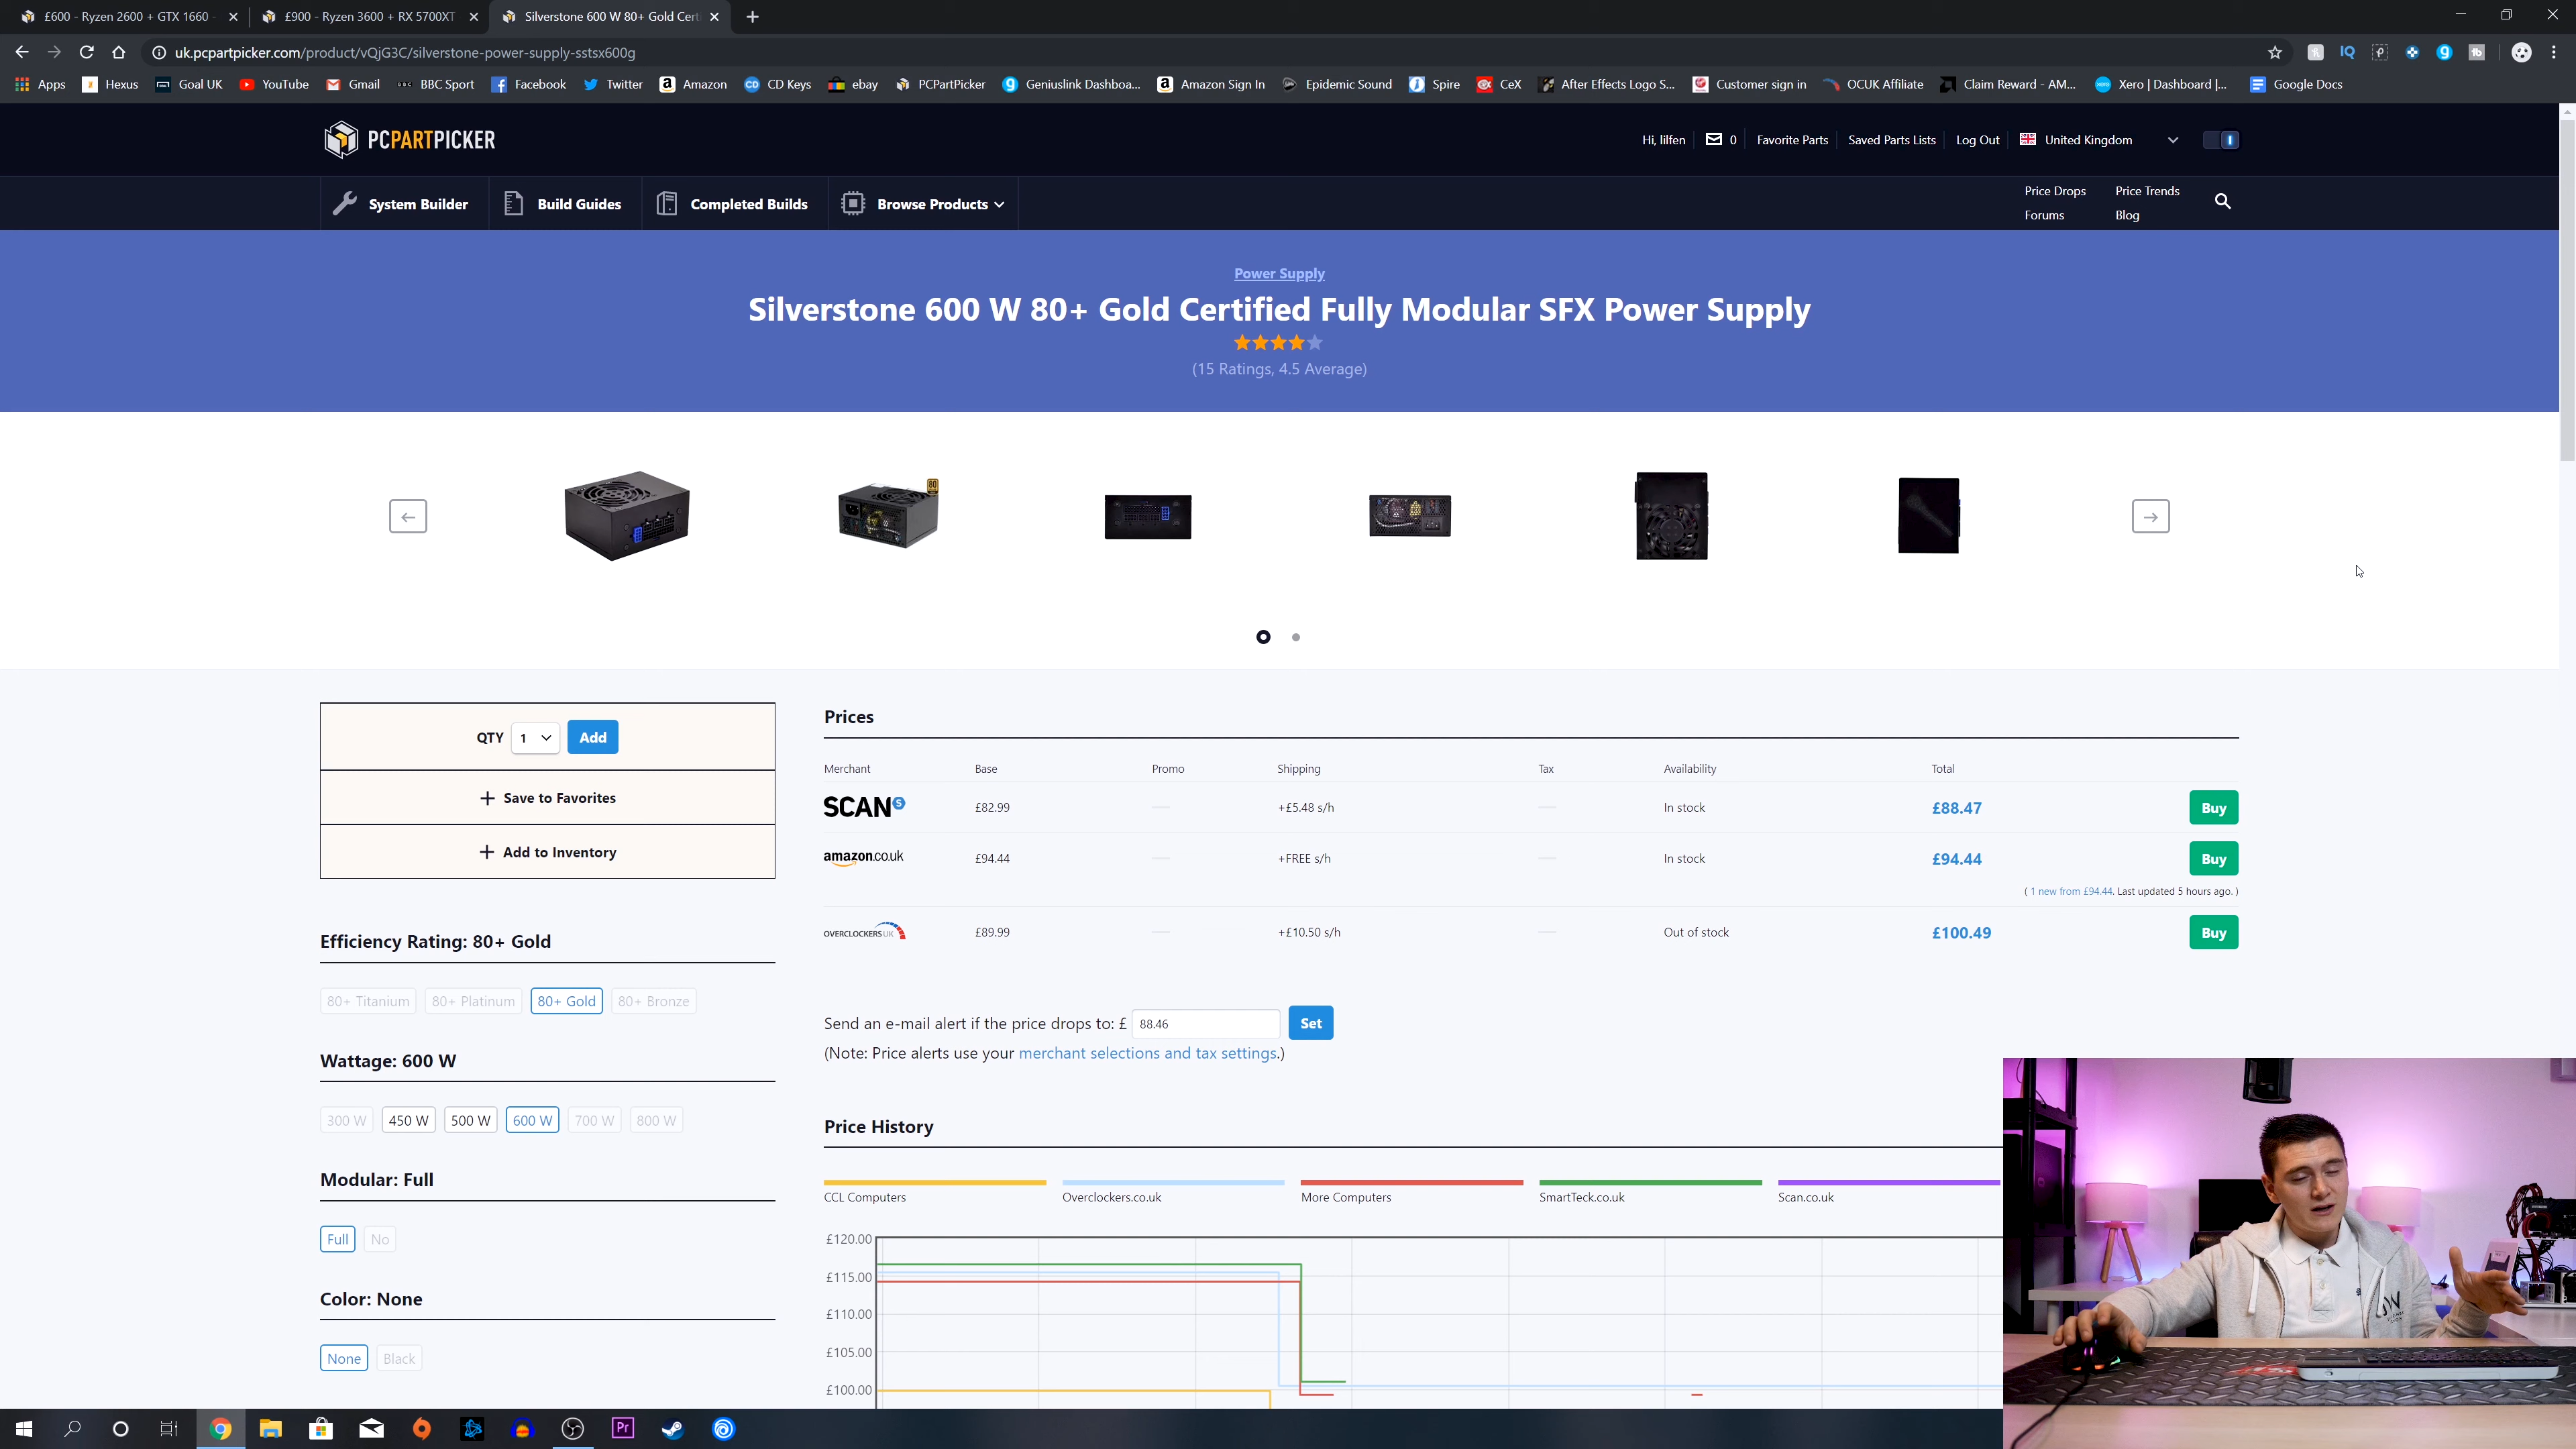 £600 - Ryzen 2600 + GTX 1660 -
£900 - Ryzen 3600 + RX 5700XT
Silverstone 600 W 80+ Gold Cert
uk.pcpartpicker.com/product/vQjG3C/silverstone-power-supply-sstsx600g
Apps Hexus Goal UK YouTube Gmail BBC Sport Facebook Twitter Amazon CD Keys ebay PCPartPicker Geniuslink Dashboa... Amazon Sign In Epidemic Sound Spire CeX After Effects Logo S... Customer sign in OCUK Affiliate Claim Reward - AM... Xero | Dashboard |... Google Docs
PCPARTPICKER
Hi, lilfen 0 Favorite Parts Saved Parts Lists Log Out United Kingdom
System Builder Build Guides Completed Builds Browse Products
Price Drops Price Trends
Forums Blog
Power Supply
Silverstone 600 W 80+ Gold Certified Fully Modular SFX Power Supply
(15 Ratings, 4.5 Average)
QTY 1 Add
Save to Favorites
Add to Inventory
Efficiency Rating: 80+ Gold
80+ Titanium 80+ Platinum 80+ Gold 80+ Bronze
Wattage: 600 W
300 W 450 W 500 W 600 W 700 W 800 W
Modular: Full
Full No
Color: None
None Black
Prices
Merchant Base Promo Shipping Tax Availability Total
SCAN S £82.99 +£5.48 s/h In stock £88.47 Buy
amazon.co.uk £94.44 +FREE s/h In stock £94.44 Buy
( 1 new from £94.44. Last updated 5 hours ago. )
OVERCLOCKERS UK £89.99 +£10.50 s/h Out of stock £100.49 Buy
Send an e-mail alert if the price drops to: £ 88.46 Set
(Note: Price alerts use your merchant selections and tax settings.)
Price History
CCL Computers Overclockers.co.uk More Computers SmartTeck.co.uk Scan.co.uk
£120.00
£115.00
£110.00
£105.00
£100.00
Pr